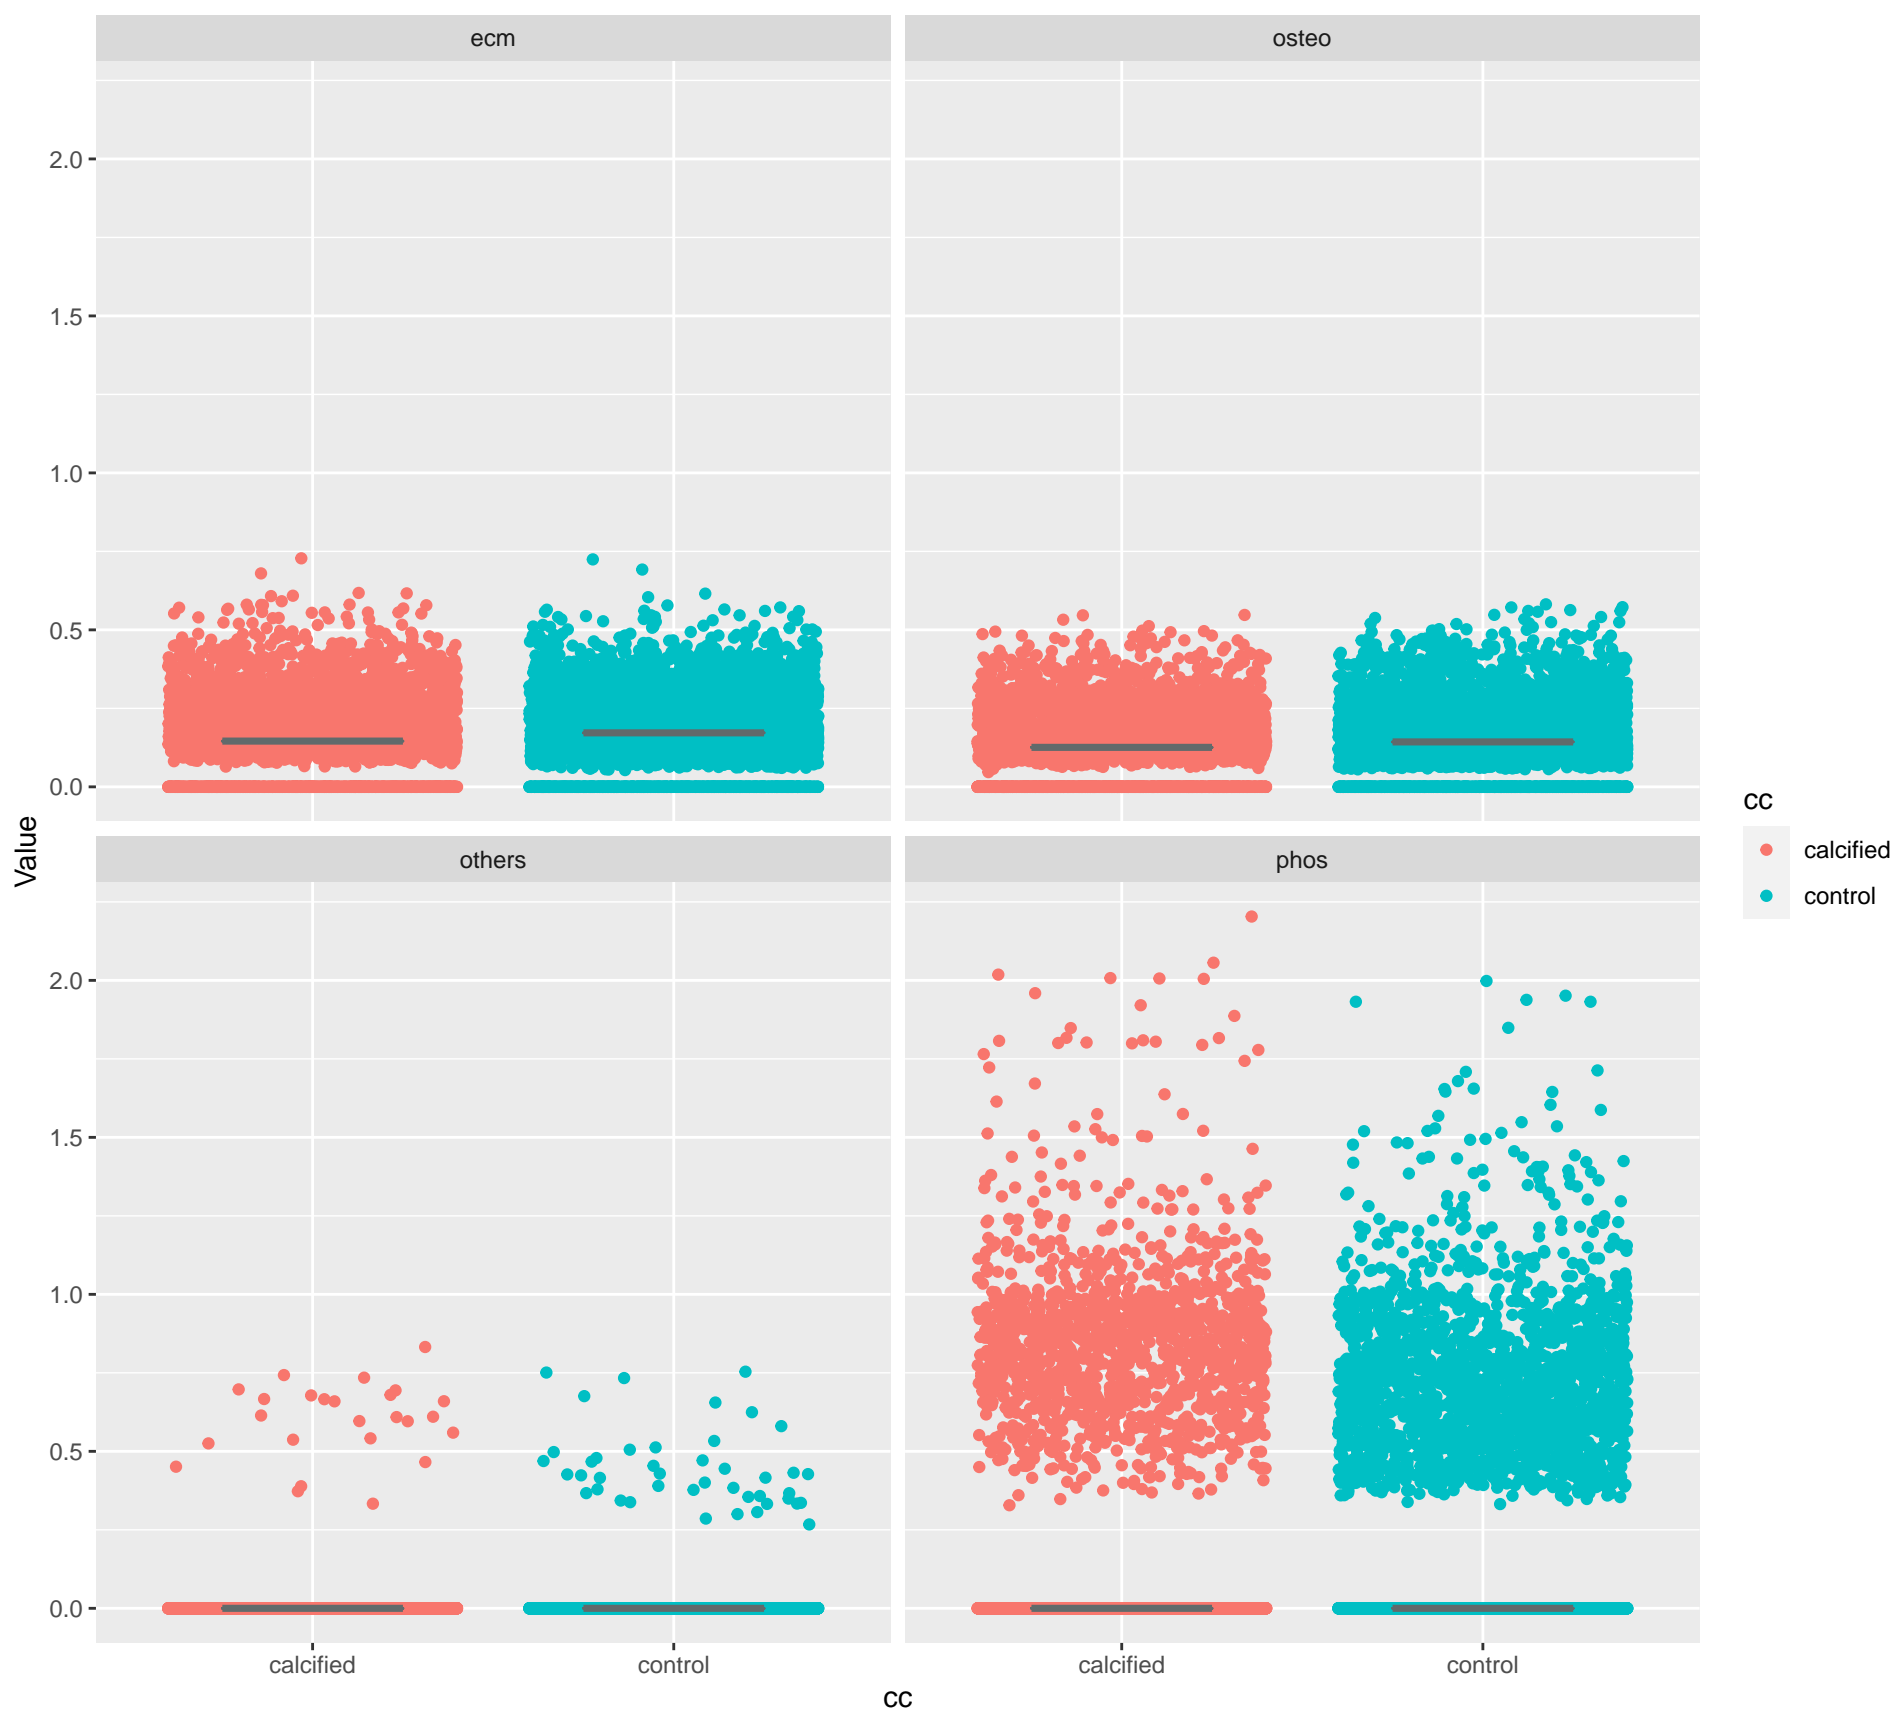 ecm
osteo
2.0
1.5
1.0
0.5
0.0
others
phos
2.0
1.5
1.0
0.5
0.0
calcified
control
calcified
control
cc
Value
cc
calcified
control